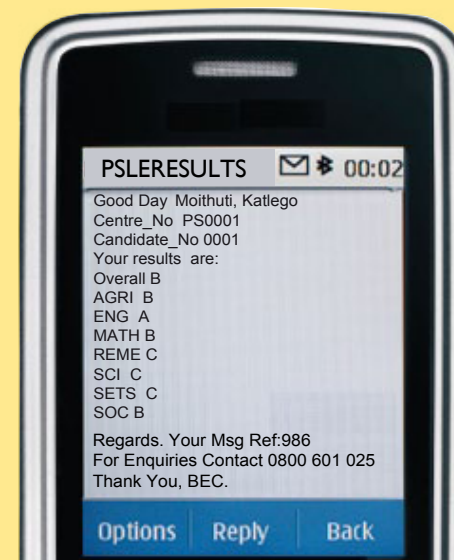 PSLERESULTS 00:02
Good Day Moithuti, Katlego
Centre_No PS0001
Candidate_No 0001
Your results are:
Overall B
AGRI B
ENG A
MATH B
REME C
SCI C
SETS C
SOC B
Regards. Your Msg Ref:986
For Enquiries Contact 0800 601 025
Thank You, BEC.
Options Reply Back